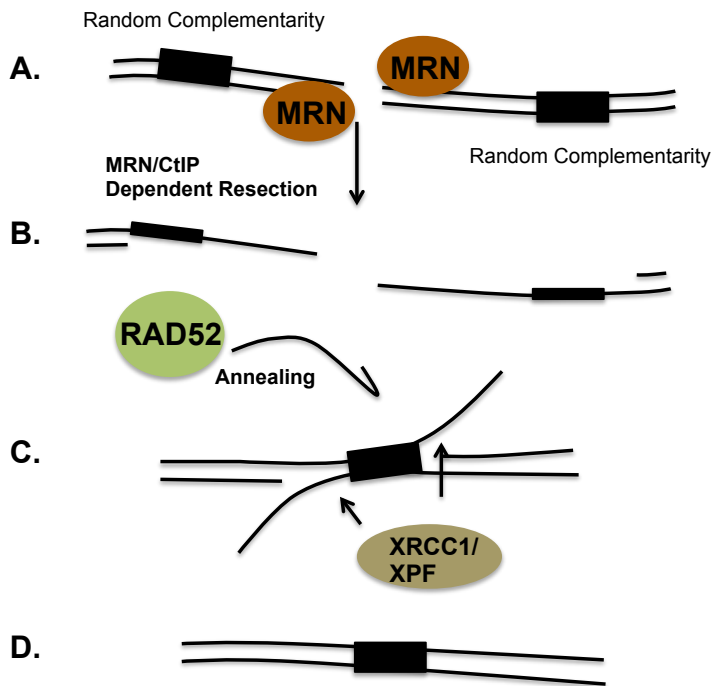 Random Complementarity
A.
MRN
MRN
Random Complementarity
MRN/CtIP
Dependent Resection
B.
RAD52
Annealing
C.
XRCC1/
XPF
D.